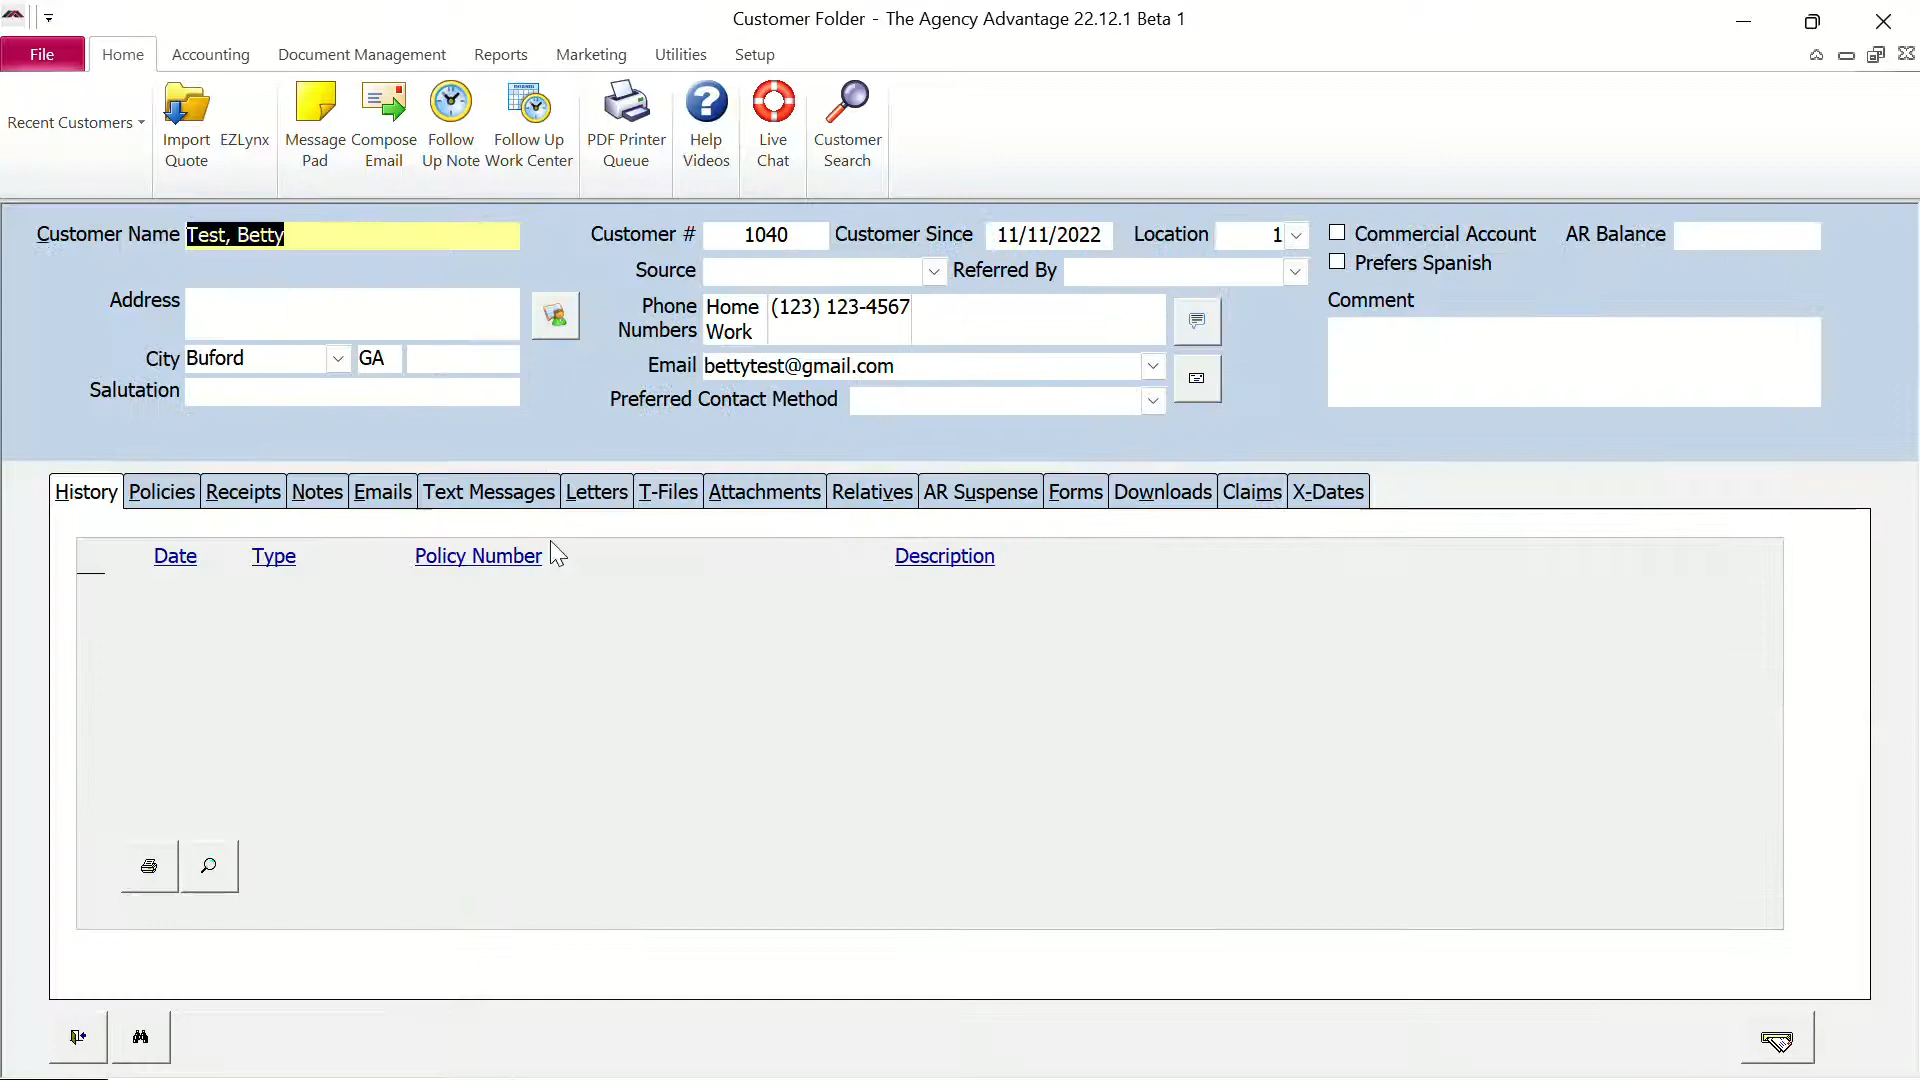 Customer Folder - The Agency Advantage 22.12.1 Beta 1
File Home Accounting Document Management Reports Marketing Utilities Setup
Recent Customers
Import Quote
EZLynx
Message Pad
Compose Email
Follow Up Note
Follow Up Work Center
PDF Printer Queue
Help Videos
Live Chat
Customer Search
Customer Name Test, Betty
Customer # 1040 Customer Since 11/11/2022 Location 1
Commercial Account AR Balance
Source Referred By
Prefers Spanish
Address
Phone Numbers
Home (123) 123-4567
Work
Comment
City Buford GA
Email bettytest@gmail.com
Salutation
Preferred Contact Method
History Policies Receipts Notes Emails Text Messages Letters T-Files Attachments Relatives AR Suspense Forms Downloads Claims X-Dates
Date Type Policy Number Description